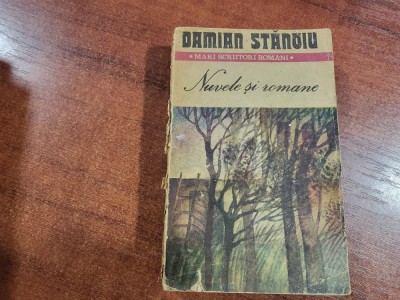 DAMIAN STĂNOIU
• MARI SCRIITORI ROMÂNI •
Nuvele și romane